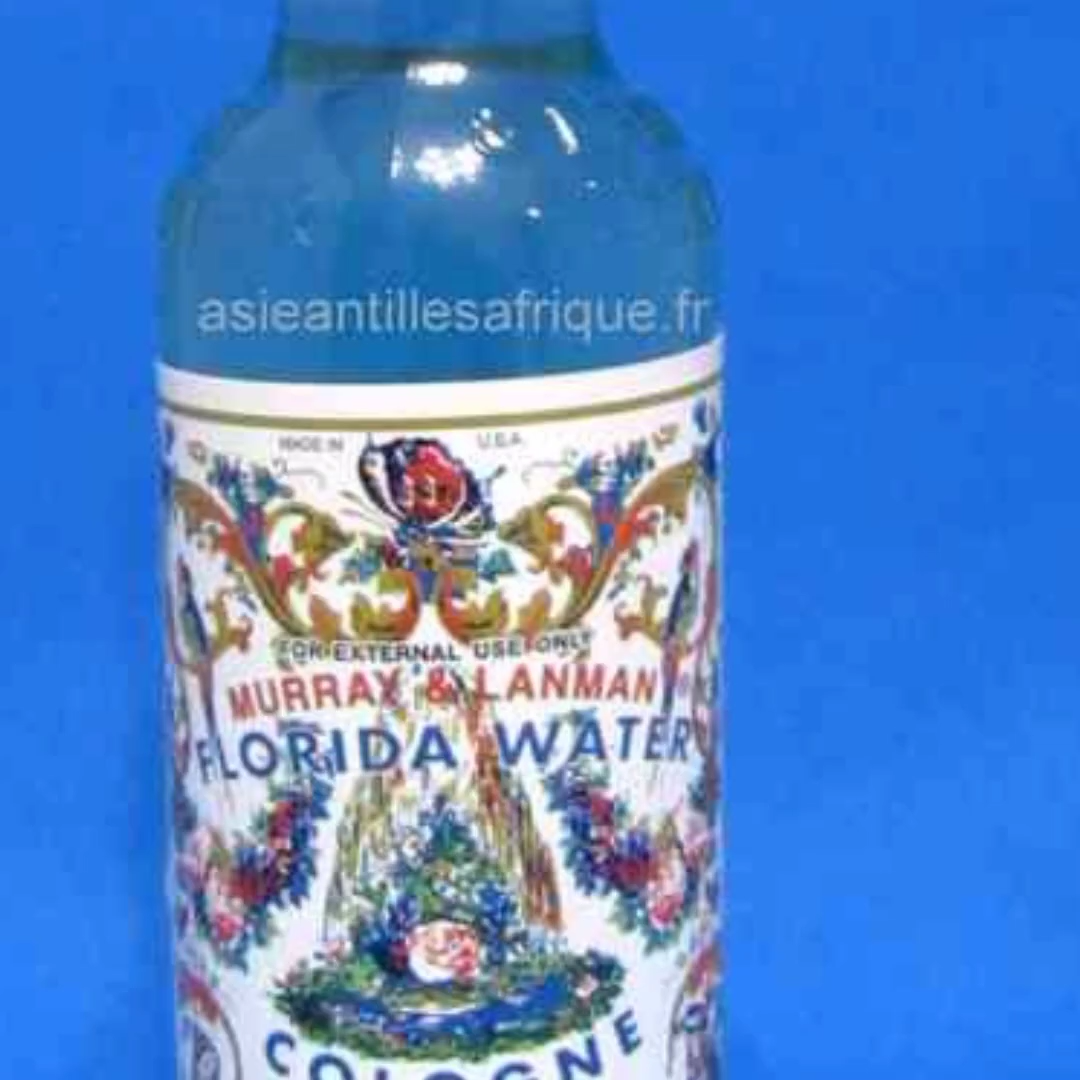 asieantillesafrique.fr
MADE IN U.S.A.
FOR EXTERNAL USE ONLY
MURRAY & LANMAN
FLORIDA WATER
COLOGNE